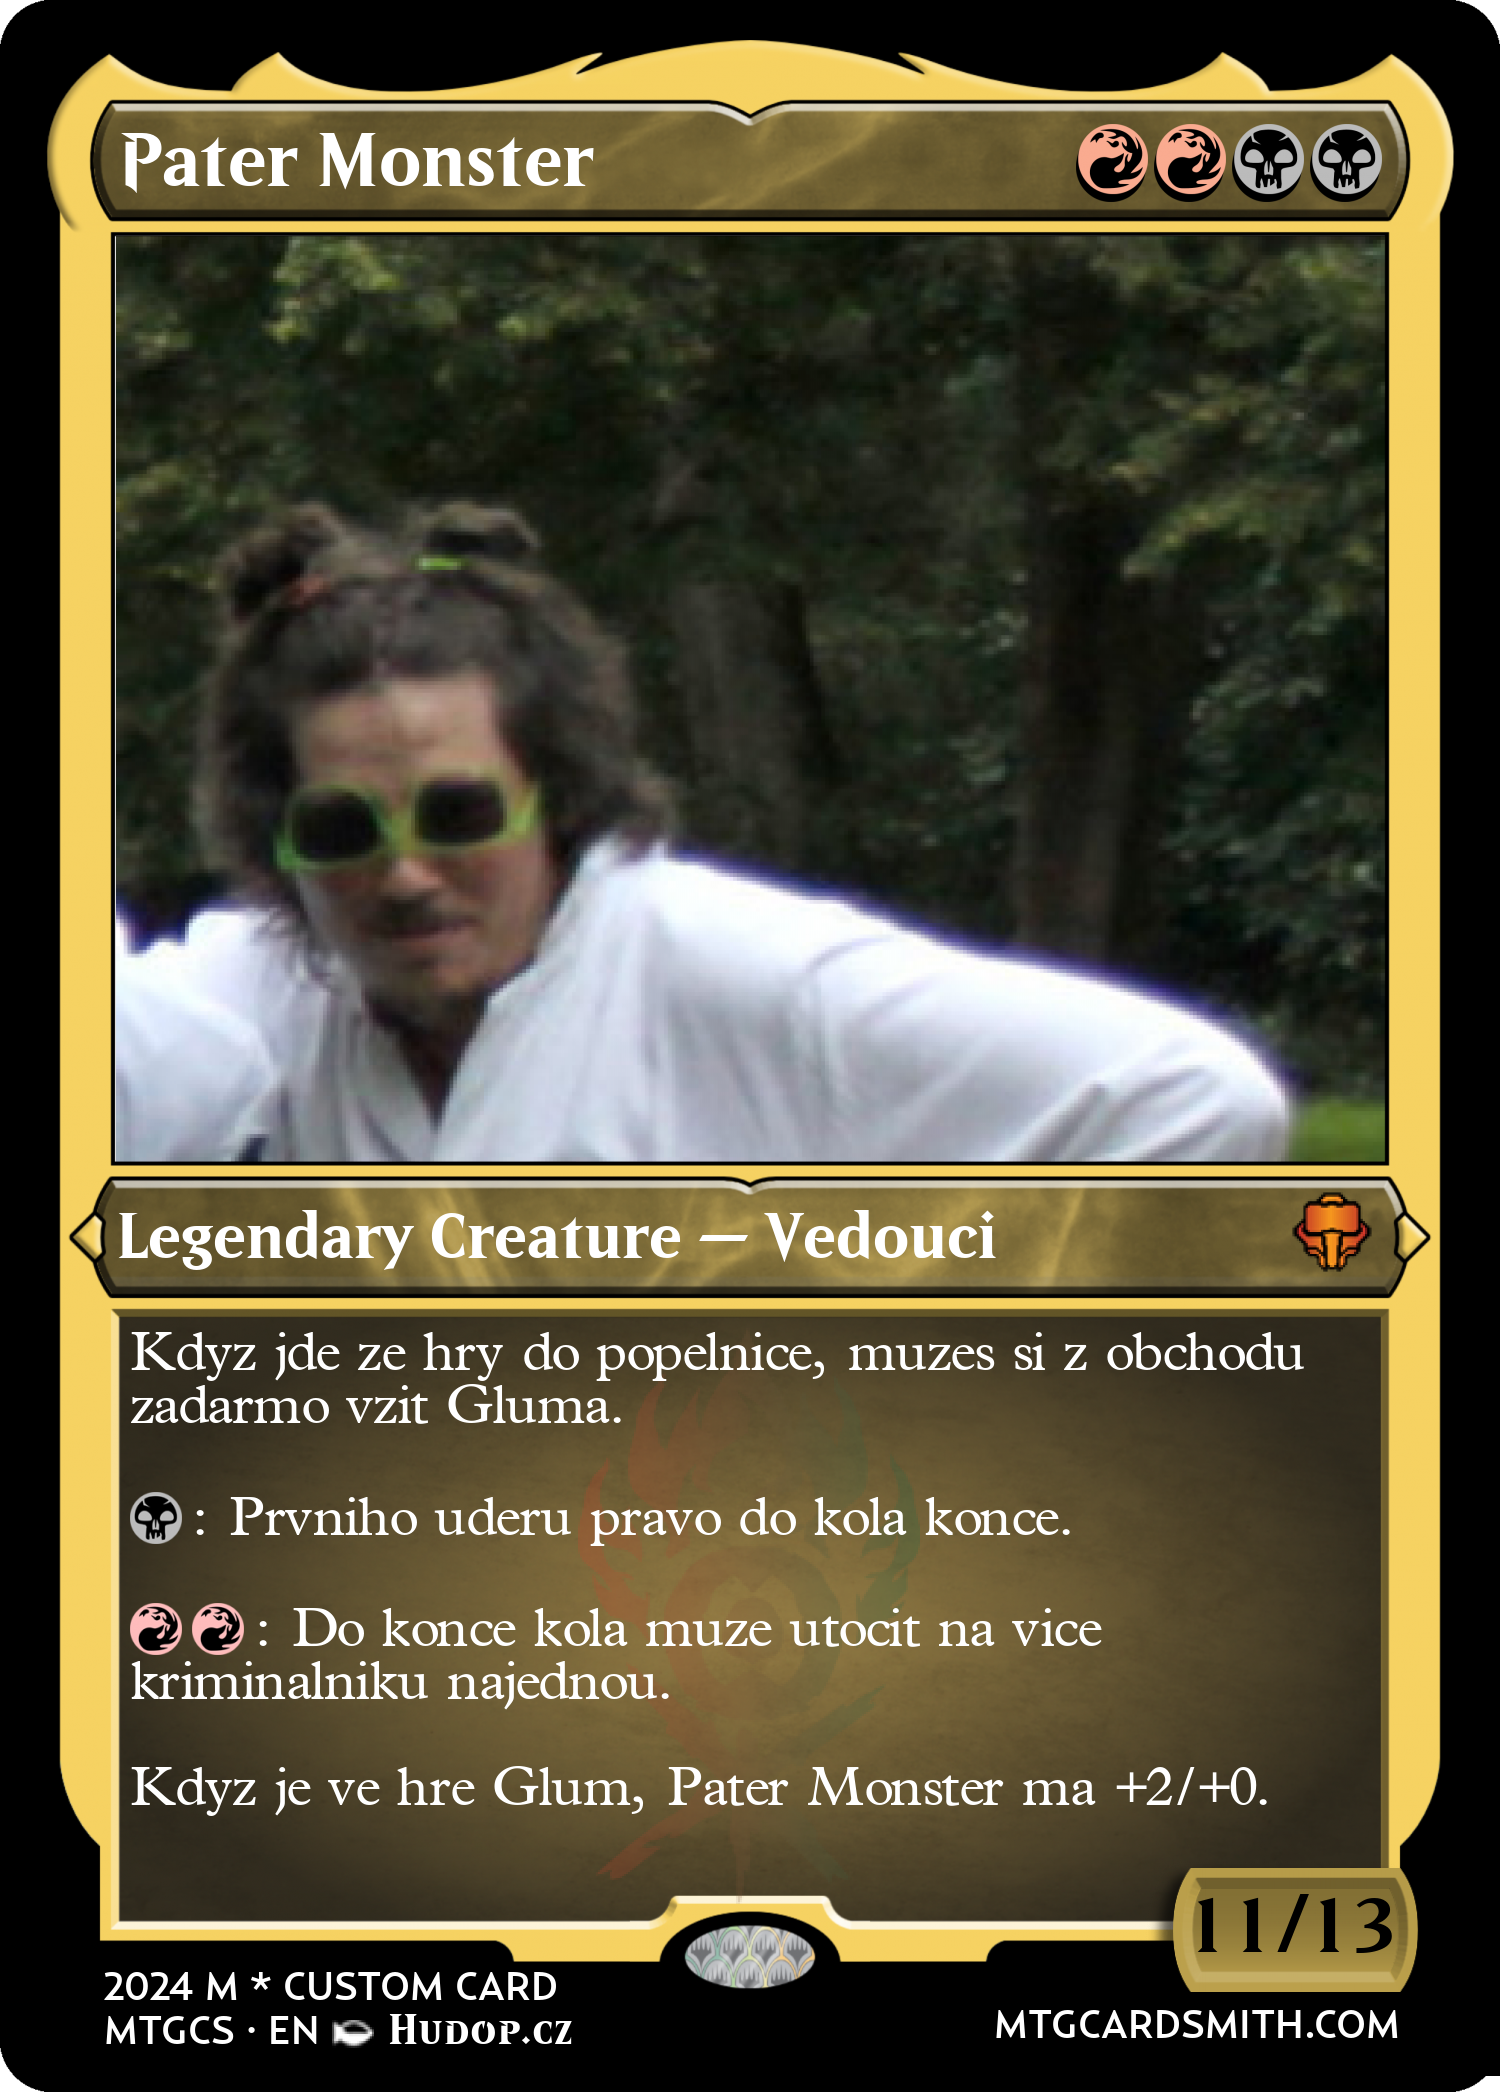 Pater Monster
Legendary Creature — Vedouci
Kdyz jde ze hry do popelnice, muzes si z obchodu
zadarmo vzit Gluma.
: Prvniho uderu pravo do kola konce.
: Do konce kola muze utocit na vice
kriminalniku najednou.
Kdyz je ve hre Glum, Pater Monster ma +2/+0.
11/13
2024 M * CUSTOM CARD
MTGCS · EN Hudop.cz
MTGCARDSMITH.COM